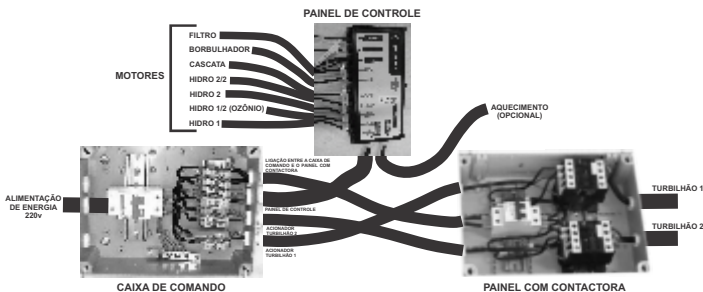 PAINEL DE CONTROLE
FILTRO
BORBULHADOR
CASCATA
HIDRO 2/2
HIDRO 2
HIDRO 1/2 (OZÔNIO)
HIDRO 1
MOTORES
AQUECIMENTO
(OPCIONAL)
LIGAÇÃO ENTRE A CAIXA DE
COMANDO E O PAINEL COM
CONTACTORA
PAINEL DE CONTROLE
ACIONADOR
TURBILHÃO 2
ACIONADOR
TURBILHÃO 1
ALIMENTAÇÃO
DE ENERGIA
220v
TURBILHÃO 1
TURBILHÃO 2
CAIXA DE COMANDO
PAINEL COM CONTACTORA